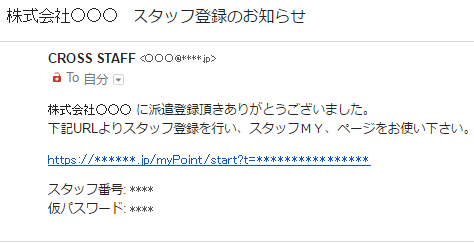 株式会社〇〇〇　スタッフ登録のお知らせ
CROSS STAFF <〇〇〇@****.jp>
To 自分
株式会社〇〇〇 に派遣登録頂きありがとうございました。
下記URLよりスタッフ登録を行い、スタッフＭＹ、ページをお使い下さい。
https://******.jp/myPoint/start?t=****************
スタッフ番号: ****
仮パスワード: ****